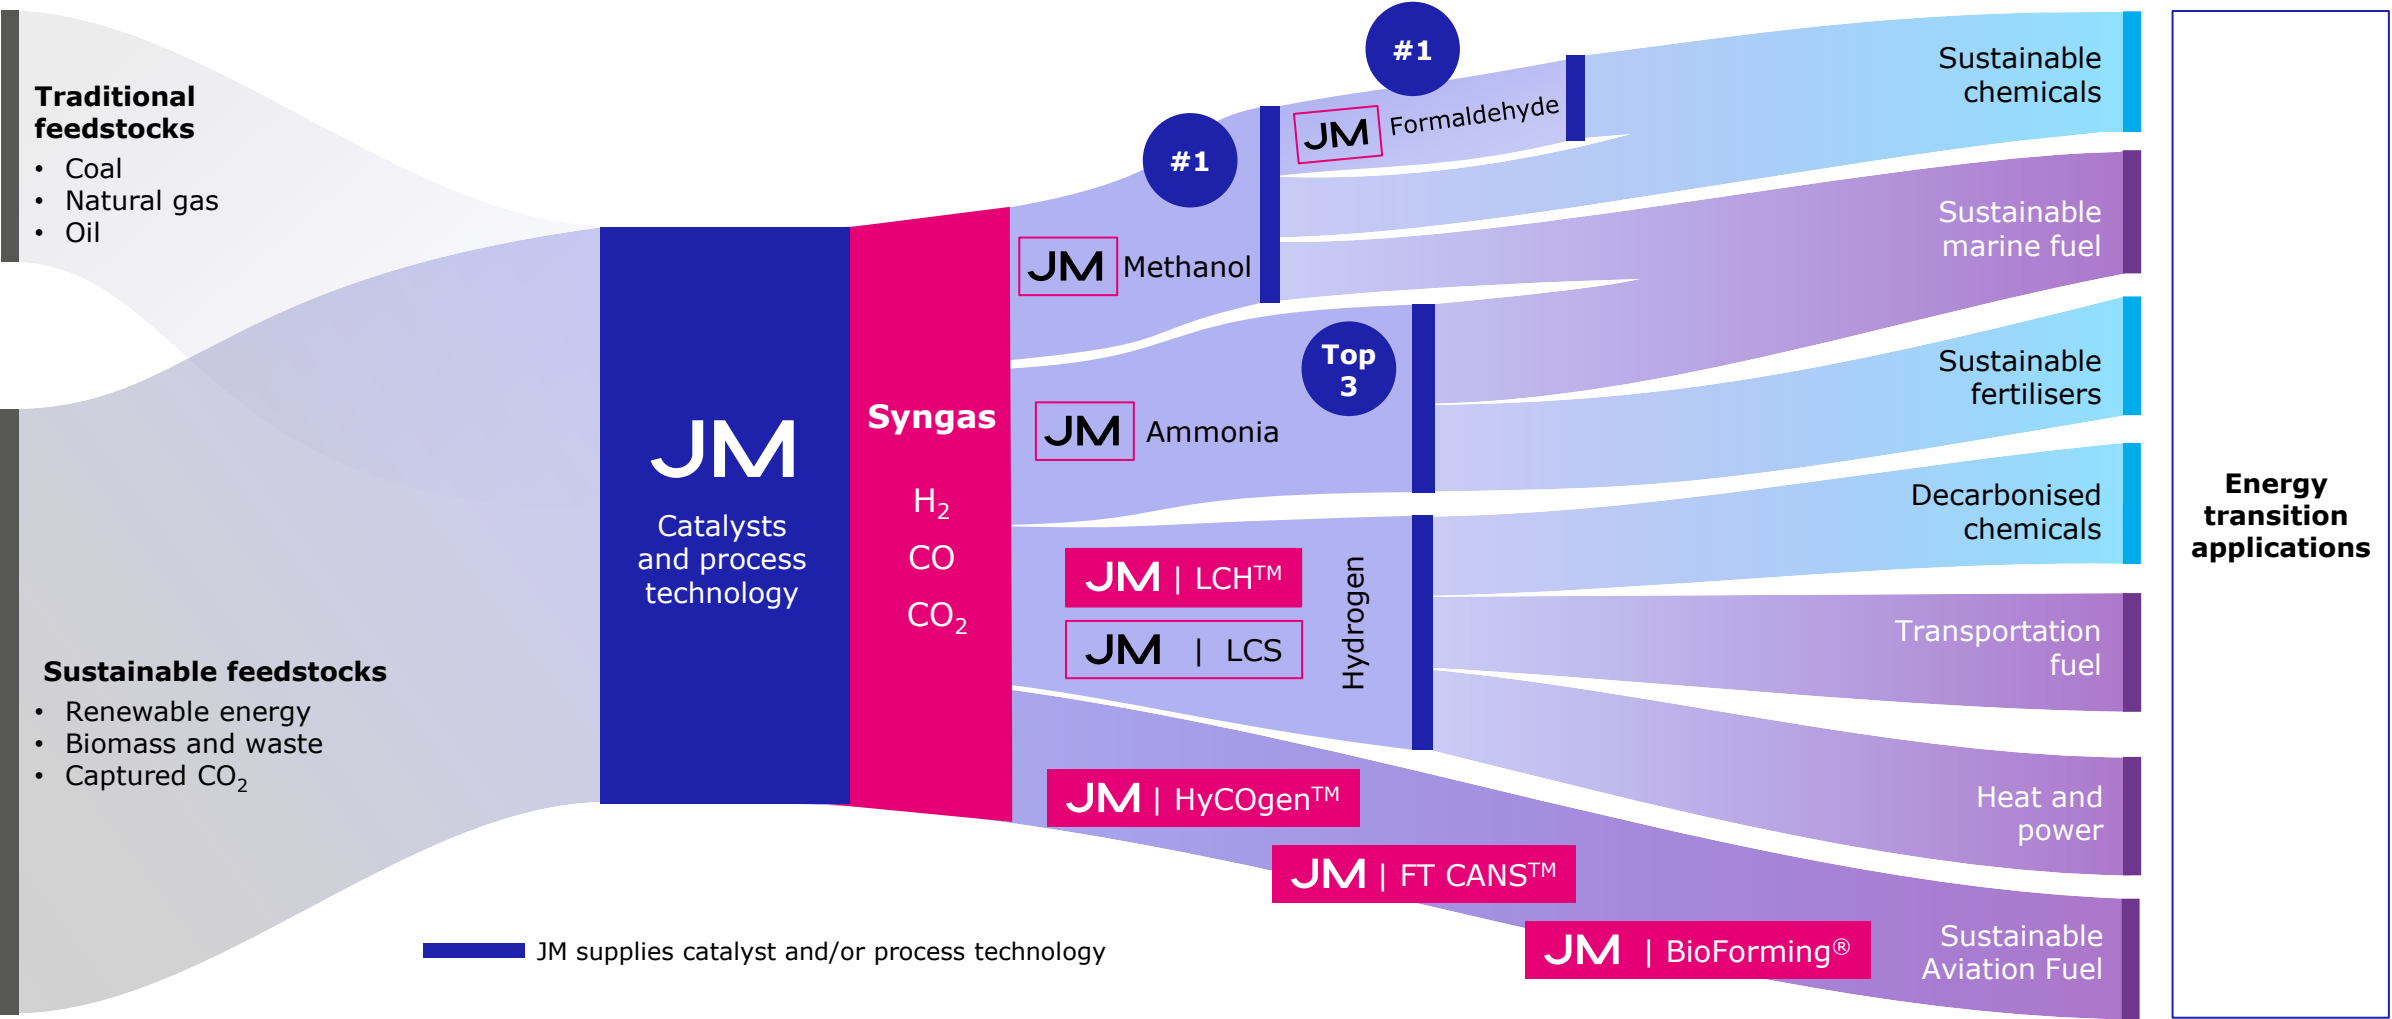 Traditional
feedstocks
• Coal
• Natural gas
• Oil
Sustainable feedstocks
• Renewable energy
• Biomass and waste
• Captured CO₂
JM
Catalysts
and process
technology
Syngas
H₂
CO
CO₂
#1
JM Methanol
#1
JM Formaldehyde
Top
3
JM Ammonia
JM | LCH™
JM | LCS
Hydrogen
JM | HyCOgen™
JM | FT CANS™
JM | BioForming®
Sustainable
chemicals
Sustainable
marine fuel
Sustainable
fertilisers
Decarbonised
chemicals
Transportation
fuel
Heat and
power
Sustainable
Aviation Fuel
Energy
transition
applications
JM supplies catalyst and/or process technology